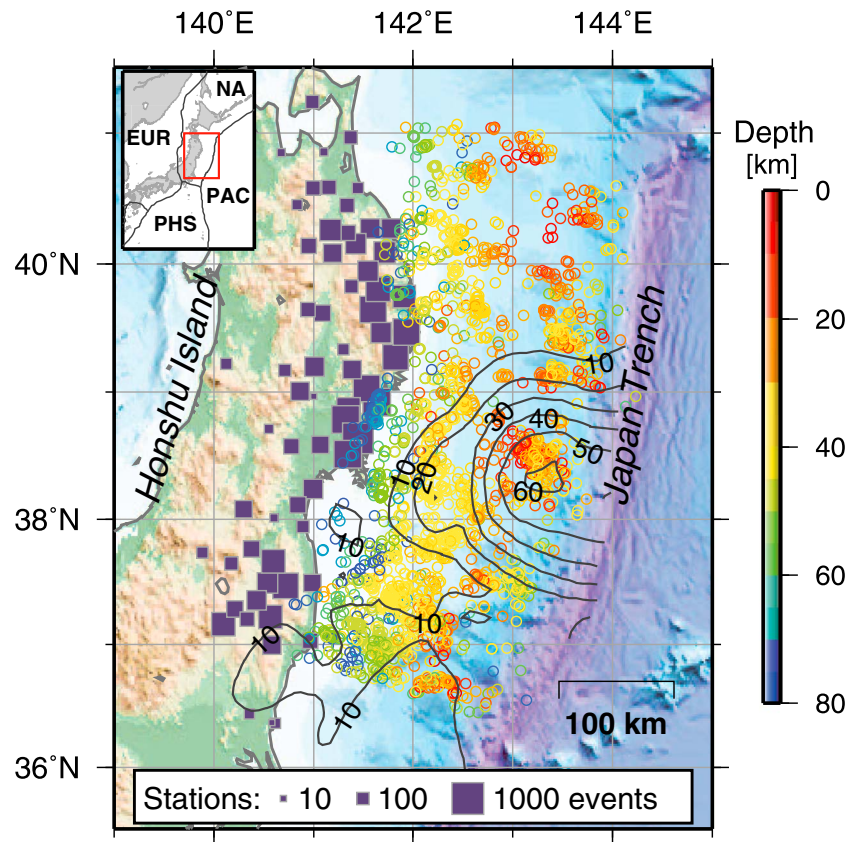 140˚E 142˚E 144˚E
NA
EUR
PAC
PHS
Depth
[km]
0
20
40
60
80
40˚N
38˚N
36˚N
Honshu Island
Japan Trench
10
30
40
50
10
20
60
10
10
10
10
100 km
Stations: 10 100 1000 events